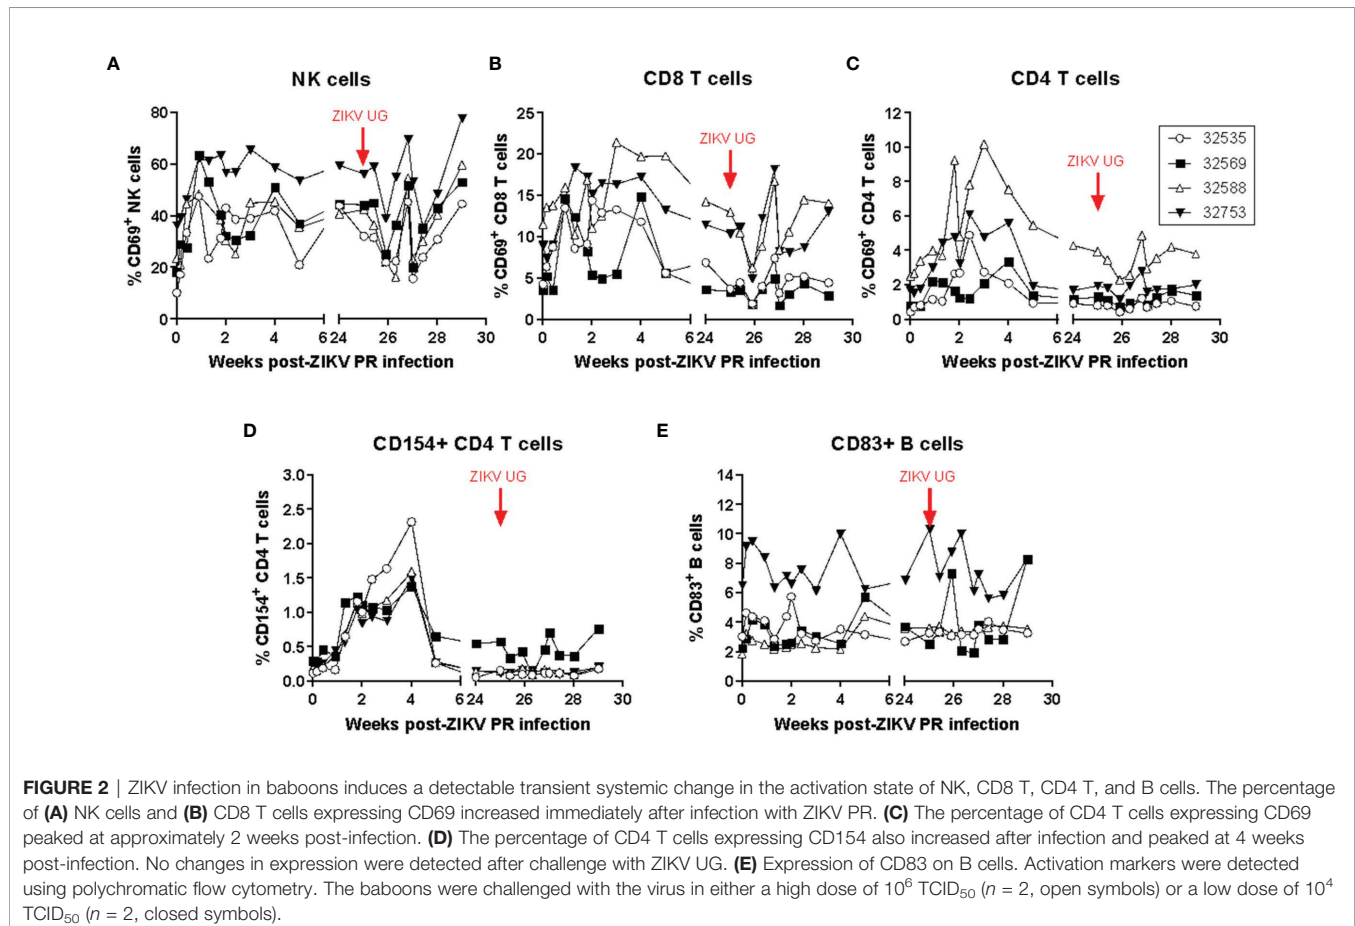 A
NK cells
% CD69+ NK cells
80
60
40
20
0
ZIKV UG
0 2 4 6 24 26 28 30
Weeks post-ZIKV PR infection
B
CD8 T cells
% CD69+ CD8 T cells
25
20
15
10
5
0
ZIKV UG
0 2 4 6 24 26 28 30
Weeks post-ZIKV PR infection
C
CD4 T cells
% CD69+ CD4 T cells
12
10
8
6
4
2
0
ZIKV UG
0 2 4 6 24 26 28 30
Weeks post-ZIKV PR infection
32535
32569
32588
32753
D
CD154+ CD4 T cells
% CD154+ CD4 T cells
3.0
2.5
2.0
1.5
1.0
0.5
0.0
ZIKV UG
0 2 4 6 24 26 28 30
Weeks post-ZIKV PR infection
E
CD83+ B cells
% CD83+ B cells
14
12
10
8
6
4
2
0
ZIKV UG
0 2 4 6 24 26 28 30
Weeks post-ZIKV PR infection
FIGURE 2 | ZIKV infection in baboons induces a detectable transient systemic change in the activation state of NK, CD8 T, CD4 T, and B cells. The percentage
of (A) NK cells and (B) CD8 T cells expressing CD69 increased immediately after infection with ZIKV PR. (C) The percentage of CD4 T cells expressing CD69
peaked at approximately 2 weeks post-infection. (D) The percentage of CD4 T cells expressing CD154 also increased after infection and peaked at 4 weeks
post-infection. No changes in expression were detected after challenge with ZIKV UG. (E) Expression of CD83 on B cells. Activation markers were detected
using polychromatic flow cytometry. The baboons were challenged with the virus in either a high dose of 10⁶ TCID₅₀ (n = 2, open symbols) or a low dose of 10⁴
TCID₅₀ (n = 2, closed symbols).